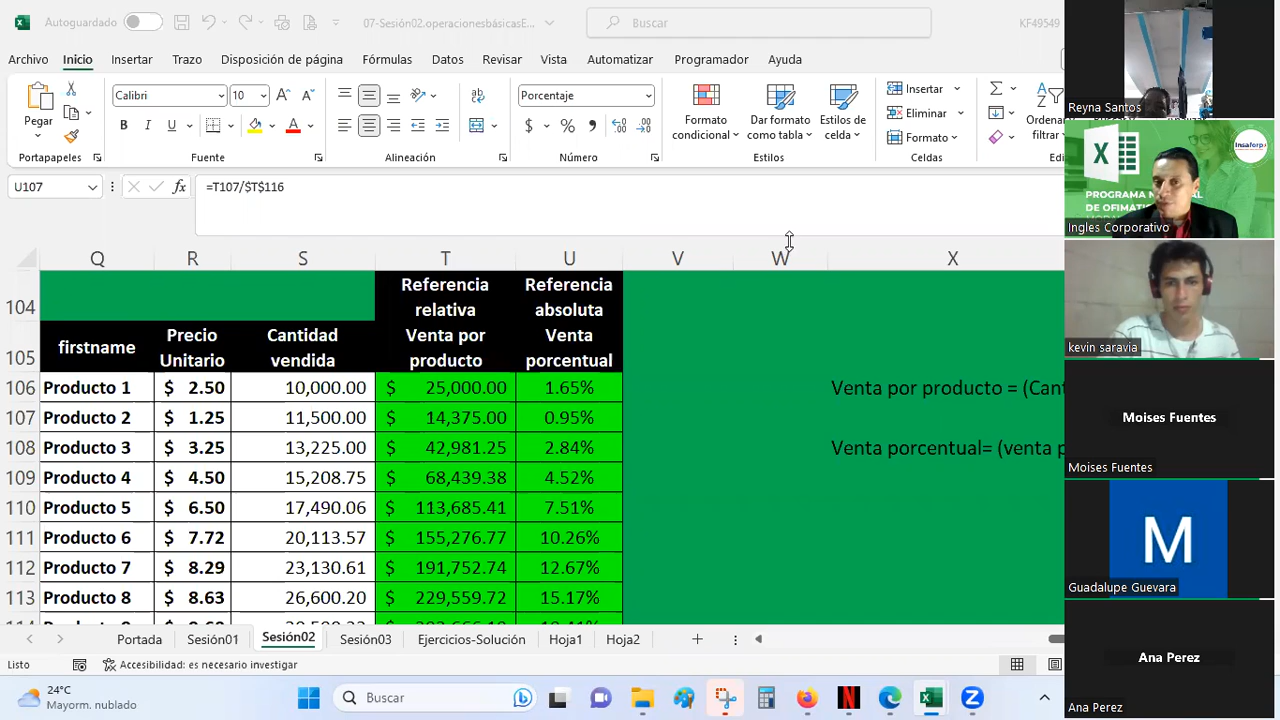 Autoguardado
07-Sesión02.operacionesbásicasE...
Buscar
KF49549
Archivo Inicio Insertar Trazo Disposición de página Fórmulas Datos Revisar Vista Automatizar Programador Ayuda
Pegar
Calibri 10
N K S
Porcentaje
$ % 000
Formato condicional
Dar formato como tabla
Estilos de celda
Insertar
Eliminar
Formato
Ordenar
filtrar
Portapapeles Fuente Alineación Número Estilos Celdas
U107 fx =T107/$T$116
Q R S T U V W X
104 Referencia relativa Referencia absoluta
105 firstname Precio Unitario Cantidad vendida Venta por producto Venta porcentual
106 Producto 1 $ 2.50 10,000.00 $ 25,000.00 1.65% Venta por producto = (Cant
107 Producto 2 $ 1.25 11,500.00 $ 14,375.00 0.95%
108 Producto 3 $ 3.25 13,225.00 $ 42,981.25 2.84% Venta porcentual= (venta p
109 Producto 4 $ 4.50 15,208.75 $ 68,439.38 4.52%
110 Producto 5 $ 6.50 17,490.06 $ 113,685.41 7.51%
111 Producto 6 $ 7.72 20,113.57 $ 155,276.77 10.26%
112 Producto 7 $ 8.29 23,130.61 $ 191,752.74 12.67%
113 Producto 8 $ 8.63 26,600.20 $ 229,559.72 15.17%
Portada Sesión01 Sesión02 Sesión03 Ejercicios-Solución Hoja1 Hoja2
Listo Accesibilidad: es necesario investigar
24°C
Mayorm. nublado
Buscar
Reyna Santos
Insaforp
PROGRAMA
DE OFIMATI
Ingles Corporativo
kevin saravia
Moises Fuentes
Moises Fuentes
M
Guadalupe Guevara
Ana Perez
Ana Perez